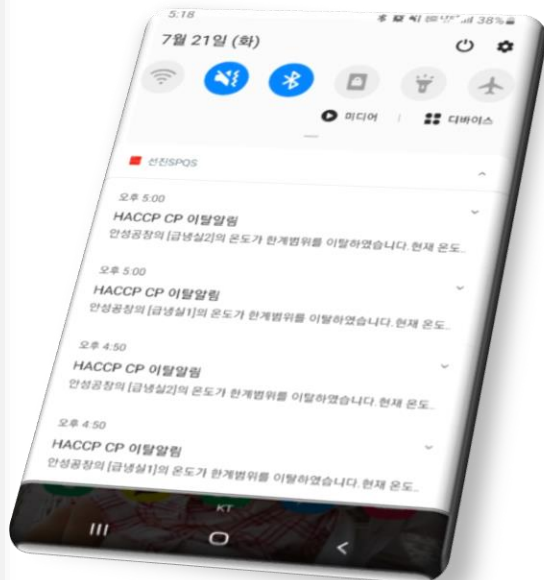 5:18
38%
7월 21일 (화)
미디어 | 디바이스
선진SPQS
오후 5:00
HACCP CP 이탈알림
안성공장의 [급냉실2]의 온도가 한계범위를 이탈하였습니다.현재 온도..
오후 5:00
HACCP CP 이탈알림
안성공장의 [급냉실1]의 온도가 한계범위를 이탈하였습니다.현재 온도..
오후 4:50
HACCP CP 이탈알림
안성공장의 [급냉실2]의 온도가 한계범위를 이탈하였습니다.현재 온도..
오후 4:50
HACCP CP 이탈알림
안성공장의 [급냉실1]의 온도가 한계범위를 이탈하였습니다.현재 온도..
KT